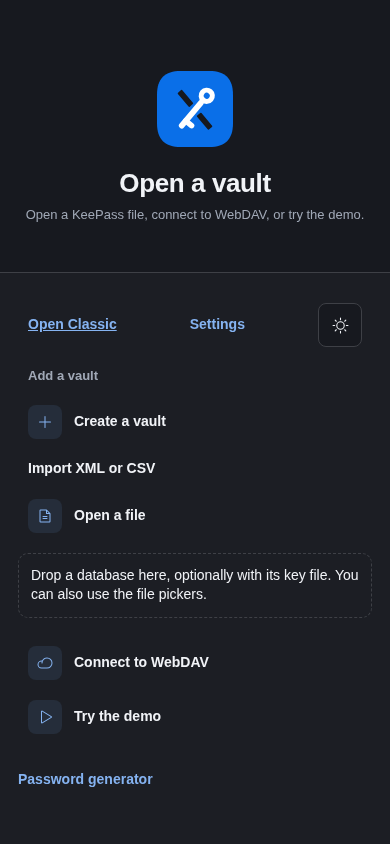 Open a vault
Open a KeePass file, connect to WebDAV, or try the demo.
Open Classic
Settings
Add a vault
Create a vault
Import XML or CSV
Open a file
Drop a database here, optionally with its key file. You
can also use the file pickers.
Connect to WebDAV
Try the demo
Password generator